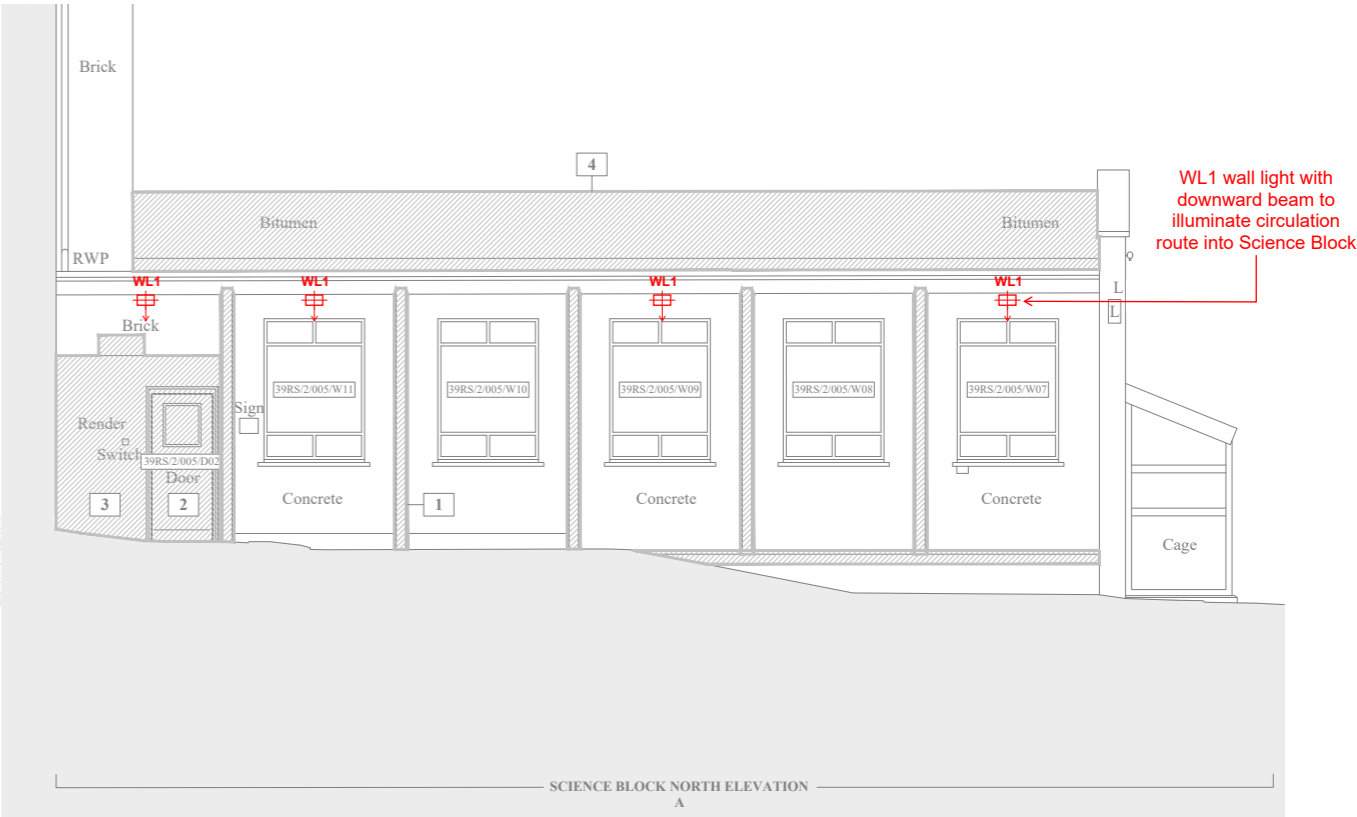 Brick
4
WL1 wall light with
downward beam to
illuminate circulation
route into Science Block
Bitumen
Bitumen
RWP
WL1
WL1
WL1
WL1
L
L
Brick
39RS/2/005/W11
39RS/2/005/W10
39RS/2/005/W09
39RS/2/005/W08
39RS/2/005/W07
Sign
Render
Switch
39RS/2/005/D02
Door
3
2
Concrete
1
Concrete
Concrete
Cage
SCIENCE BLOCK NORTH ELEVATION
A